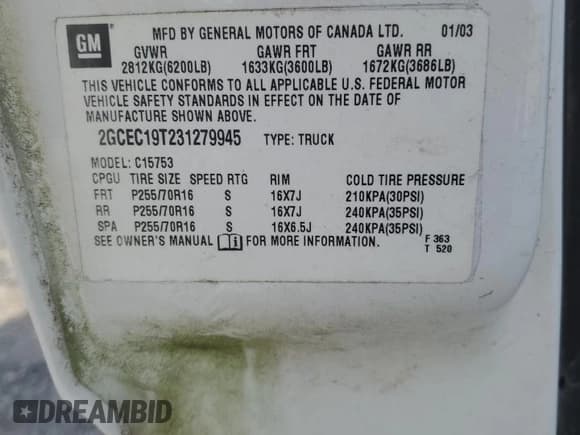 GM
MFD BY GENERAL MOTORS OF CANADA LTD. 01/03
GVWR GAWR FRT GAWR RR
2812KG(6200LB) 1633KG(3600LB) 1672KG(3686LB)
THIS VEHICLE CONFORMS TO ALL APPLICABLE U.S. FEDERAL MOTOR
VEHICLE SAFETY STANDARDS IN EFFECT ON THE DATE OF
MANUFACTURE SHOWN ABOVE.
2GCEC19T231279945 TYPE: TRUCK
MODEL: C15753
CPGU TIRE SIZE SPEED RTG RIM COLD TIRE PRESSURE
FRT P255/70R16 S 16X7J 210KPA(30PSI)
RR P255/70R16 S 16X7J 240KPA(35PSI)
SPA P255/70R16 S 16X6.5J 240KPA(35PSI)
SEE OWNER'S MANUAL i FOR MORE INFORMATION.
F 363
T 520
DREAMBID